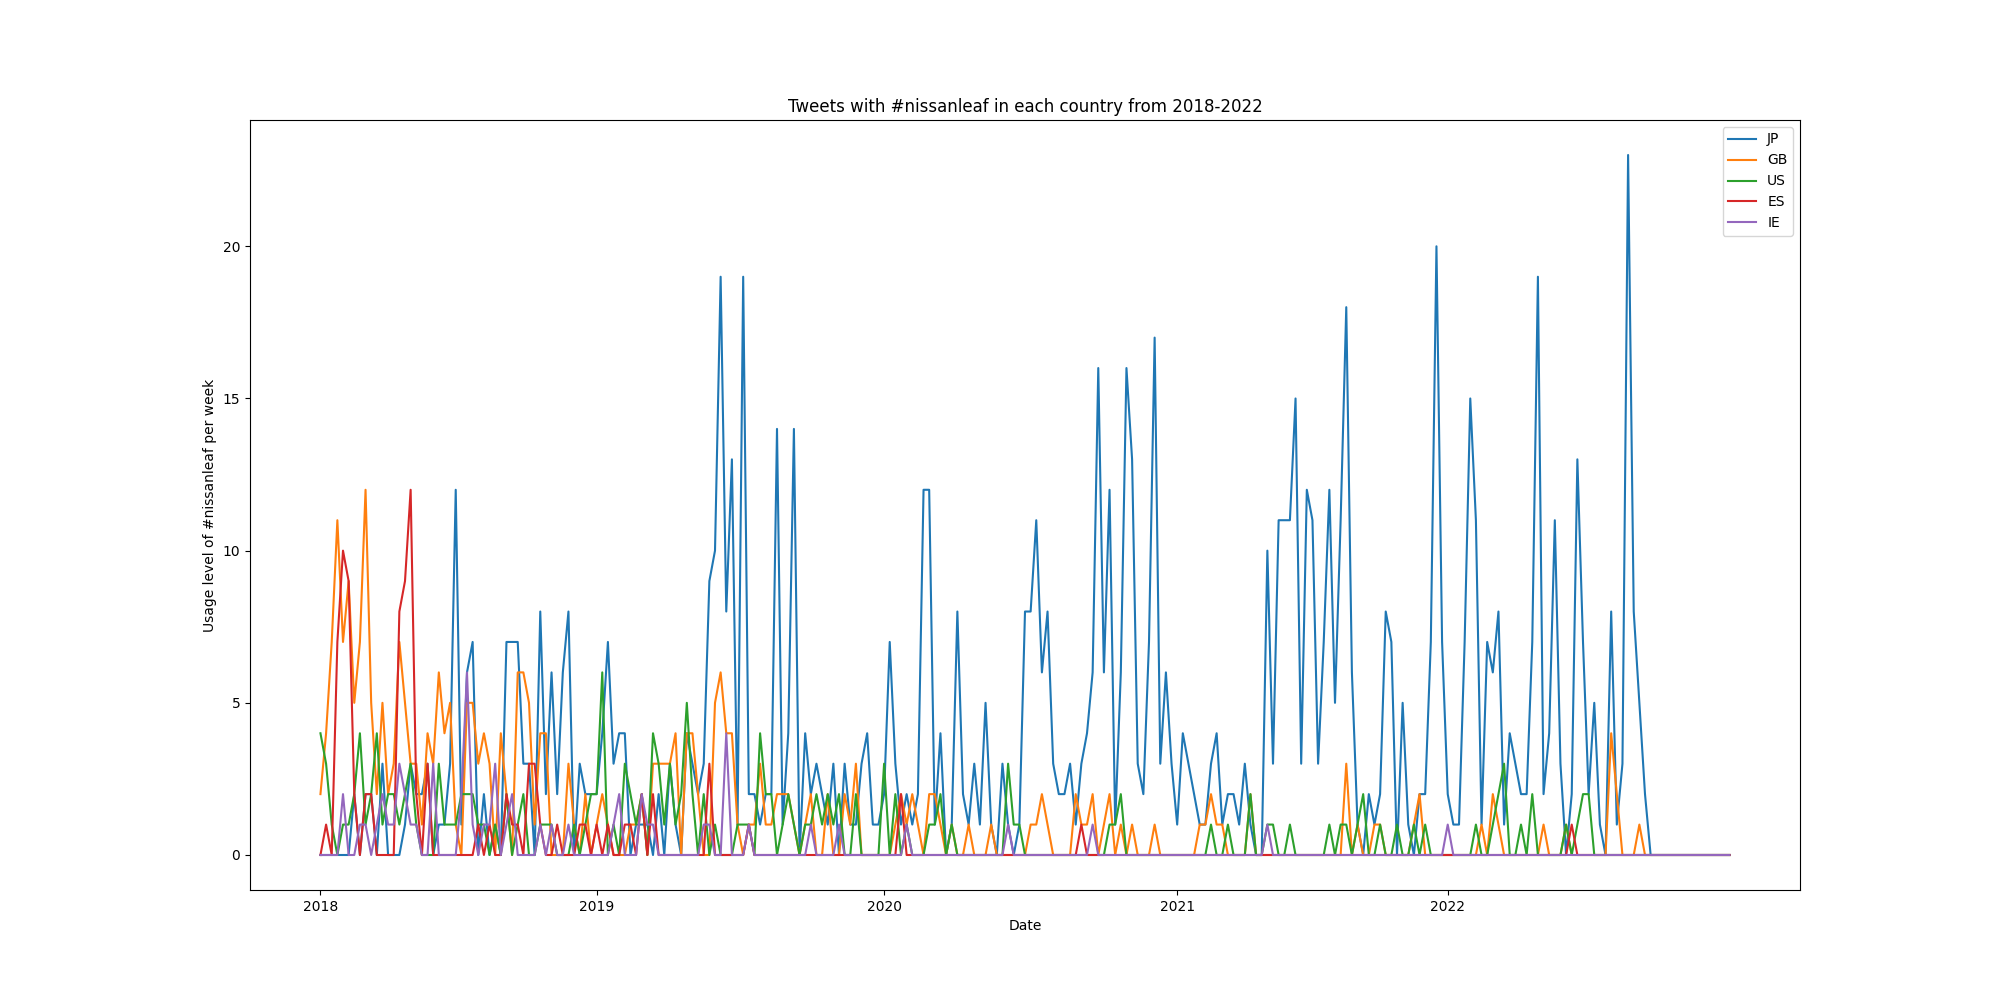 Tweets with #nissanleaf in each country from 2018-2022
JP
GB
US
ES
IE
Usage level of #nissanleaf per week
20
15
10
5
0
2018 2019 2020 2021 2022
Date